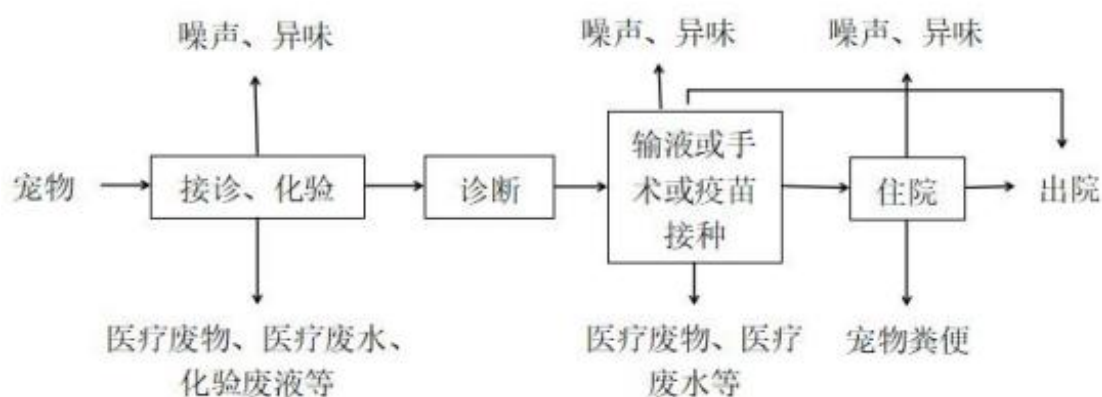 噪声、异味
噪声、异味
噪声、异味
宠物
接诊、化验
诊断
输液或手
术或疫苗
接种
住院
出院
医疗废物、医疗废水、
化验废液等
医疗废物、医疗
废水等
宠物粪便